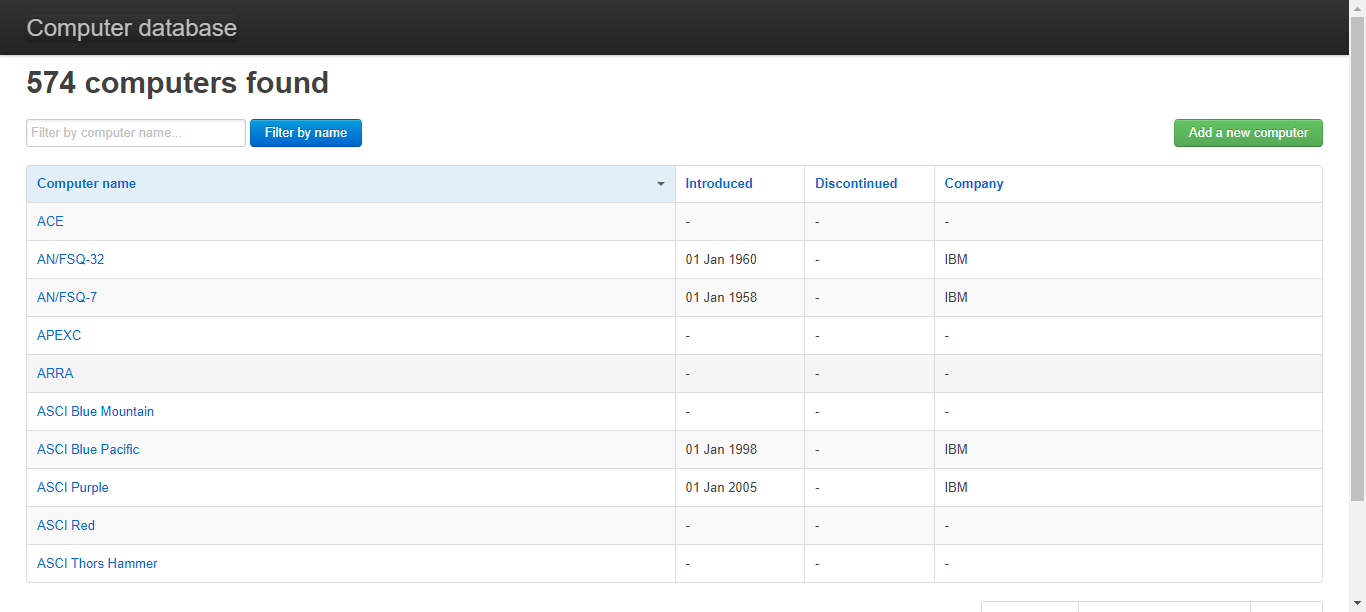 Computer database
574 computers found
Filter by computer name... Filter by name Add a new computer
Computer name Introduced Discontinued Company
ACE - - -
AN/FSQ-32 01 Jan 1960 - IBM
AN/FSQ-7 01 Jan 1958 - IBM
APEXC - - -
ARRA - - -
ASCI Blue Mountain - - -
ASCI Blue Pacific 01 Jan 1998 - IBM
ASCI Purple 01 Jan 2005 - IBM
ASCI Red - - -
ASCI Thors Hammer - - -